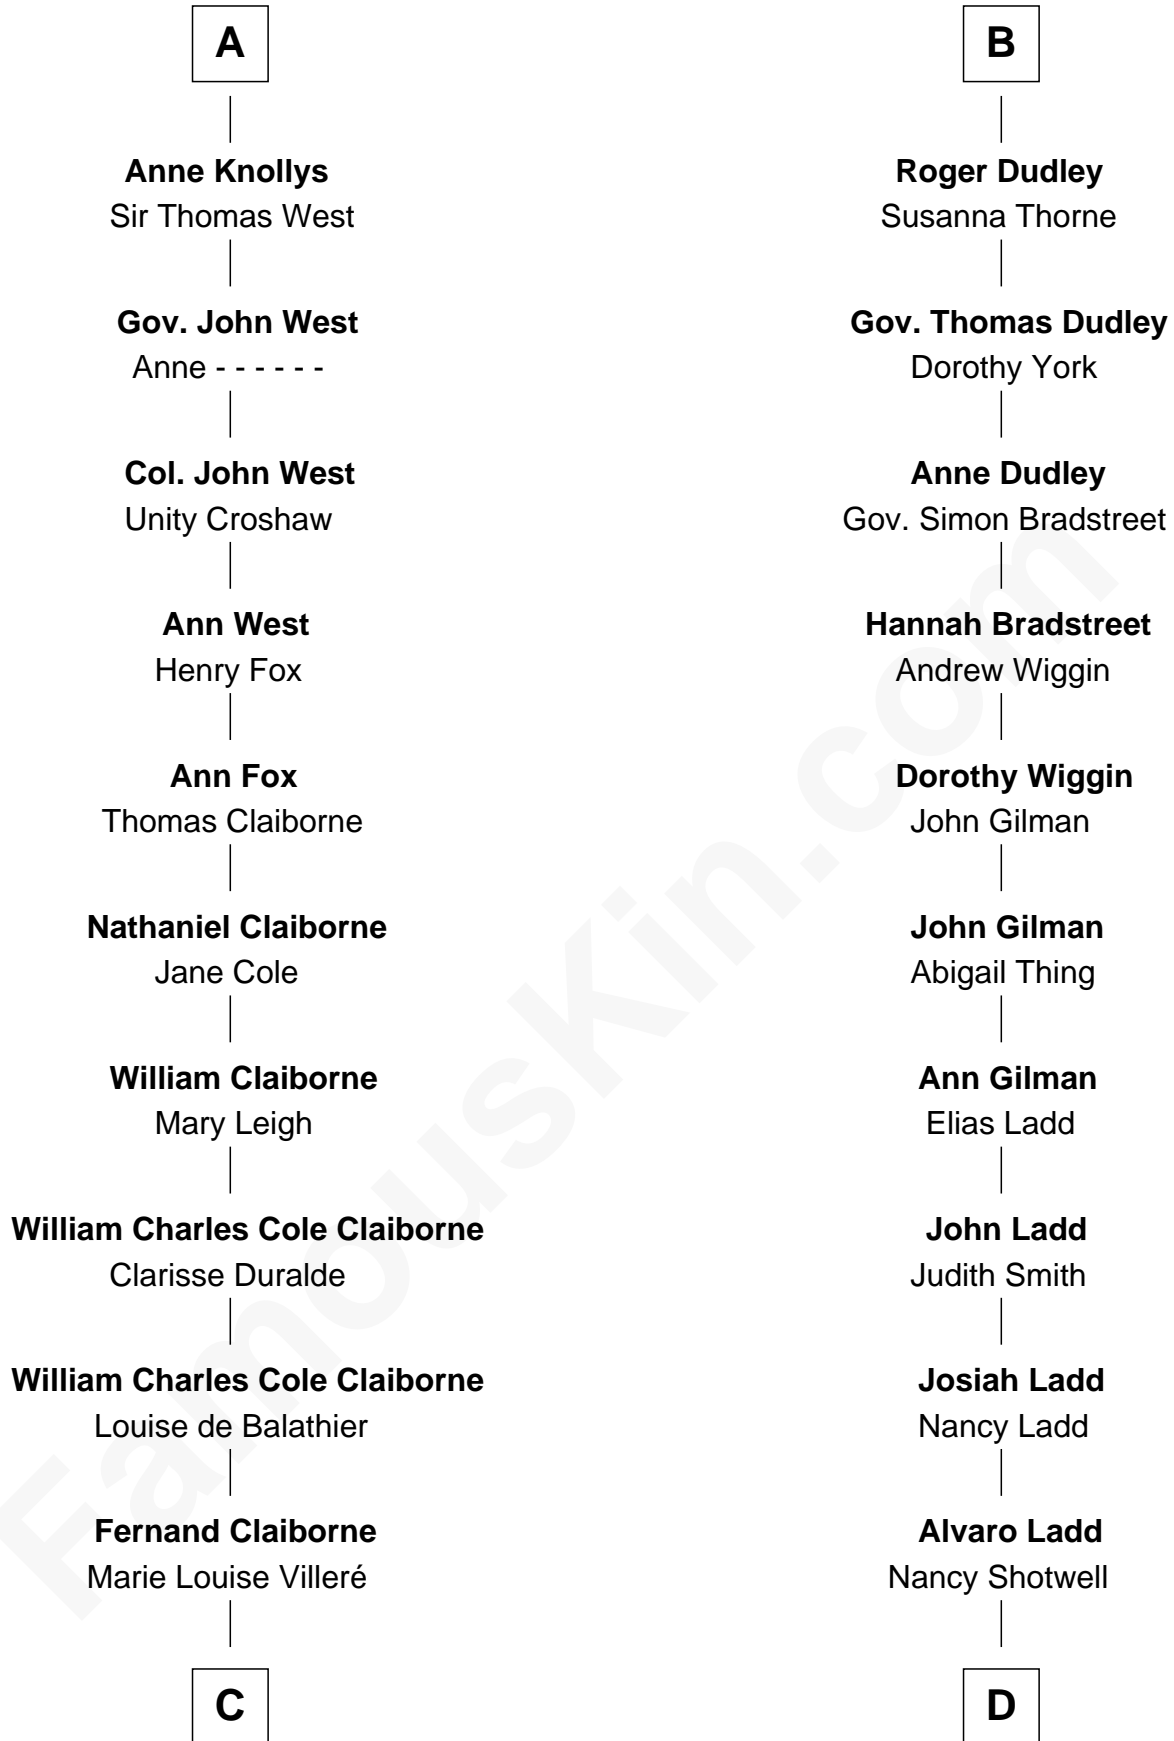 A
Anne Knollys
Sir Thomas West
Gov. John West
Anne - - - - - -
Col. John West
Unity Croshaw
Ann West
Henry Fox
Ann Fox
Thomas Claiborne
Nathaniel Claiborne
Jane Cole
William Claiborne
Mary Leigh
William Charles Cole Claiborne
Clarisse Duralde
William Charles Cole Claiborne
Louise de Balathier
Fernand Claiborne
Marie Louise Villeré
C
B
Roger Dudley
Susanna Thorne
Gov. Thomas Dudley
Dorothy York
Anne Dudley
Gov. Simon Bradstreet
Hannah Bradstreet
Andrew Wiggin
Dorothy Wiggin
John Gilman
John Gilman
Abigail Thing
Ann Gilman
Elias Ladd
John Ladd
Judith Smith
Josiah Ladd
Nancy Ladd
Alvaro Ladd
Nancy Shotwell
D
FamousKin.com